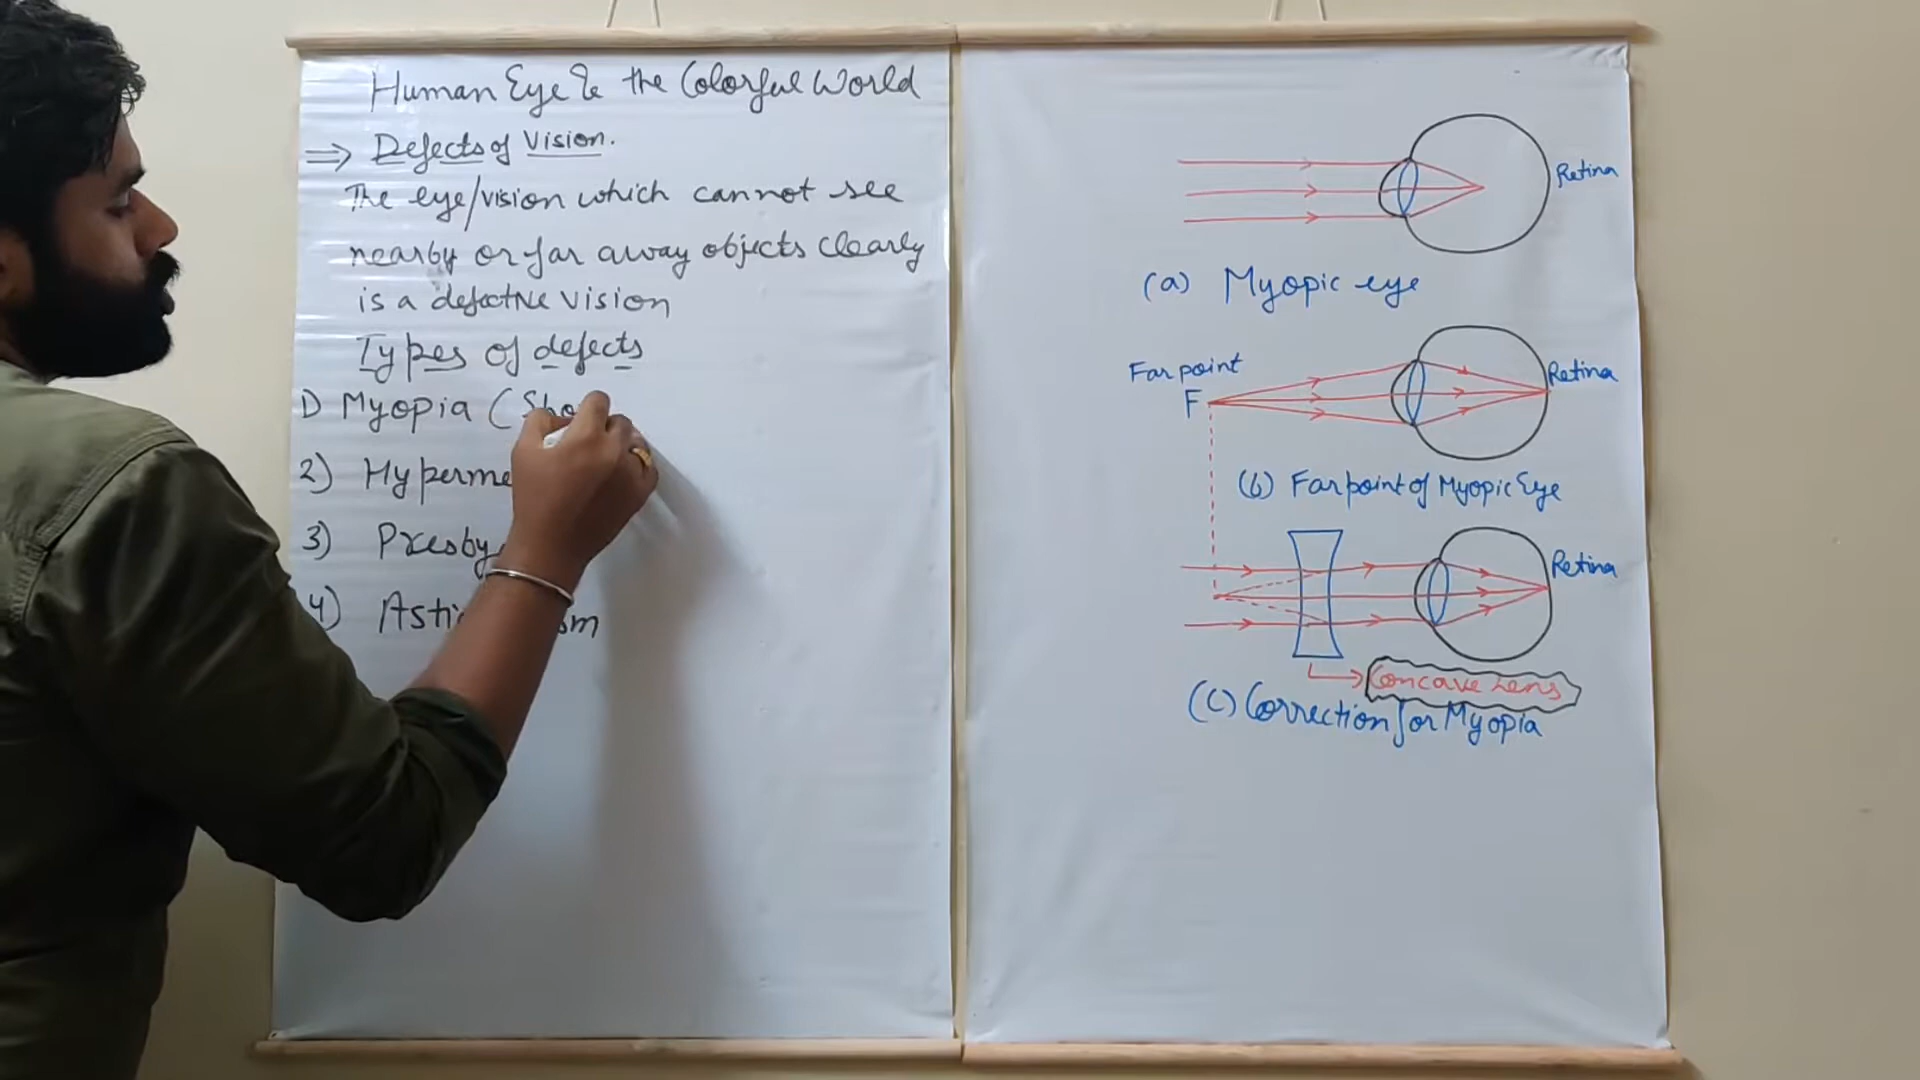 Human Eye & the Colorful World
⇒ Defects of Vision.
The eye/vision which cannot see
nearby or far away objects clearly
is a defective vision
Types of defects
1) Myopia (Sho
2) Hyperme
3) Presby
4)
Retina
(a) Myopic eye
Far point
F
Retina
(b) Far point of Myopic Eye
Retina
Concave Lens
(C) Correction for Myopia